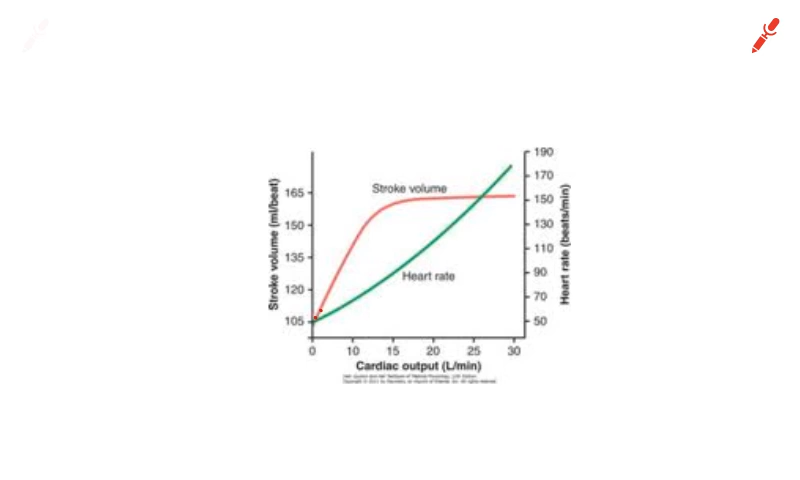 190
170
150
130
110
90
70
50
Heart rate (beats/min)
165
150
135
120
105
Stroke volume (ml/beat)
Stroke volume
Heart rate
0 10 15 20 25 30
Cardiac output (L/min)